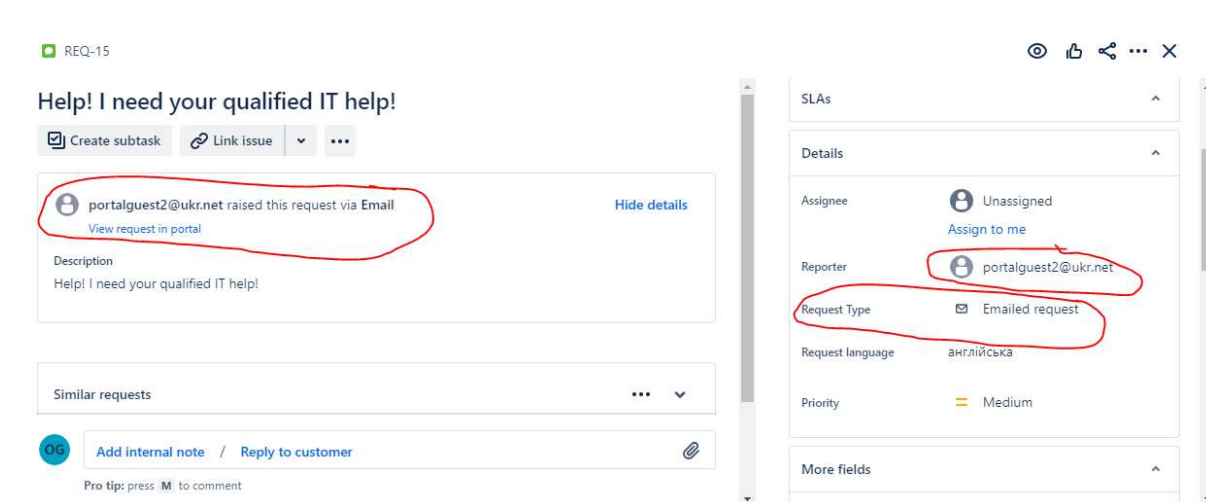 REQ-15
Help! I need your qualified IT help!
Create subtask Link issue
portalguest2@ukr.net raised this request via Email
Hide details
View request in portal
Description
Help! I need your qualified IT help!
Similar requests
OG
Add internal note / Reply to customer
Pro tip: press M to comment
SLAs
Details
Assignee Unassigned
Assign to me
Reporter portalguest2@ukr.net
Request Type Emailed request
Request language англійська
Priority Medium
More fields